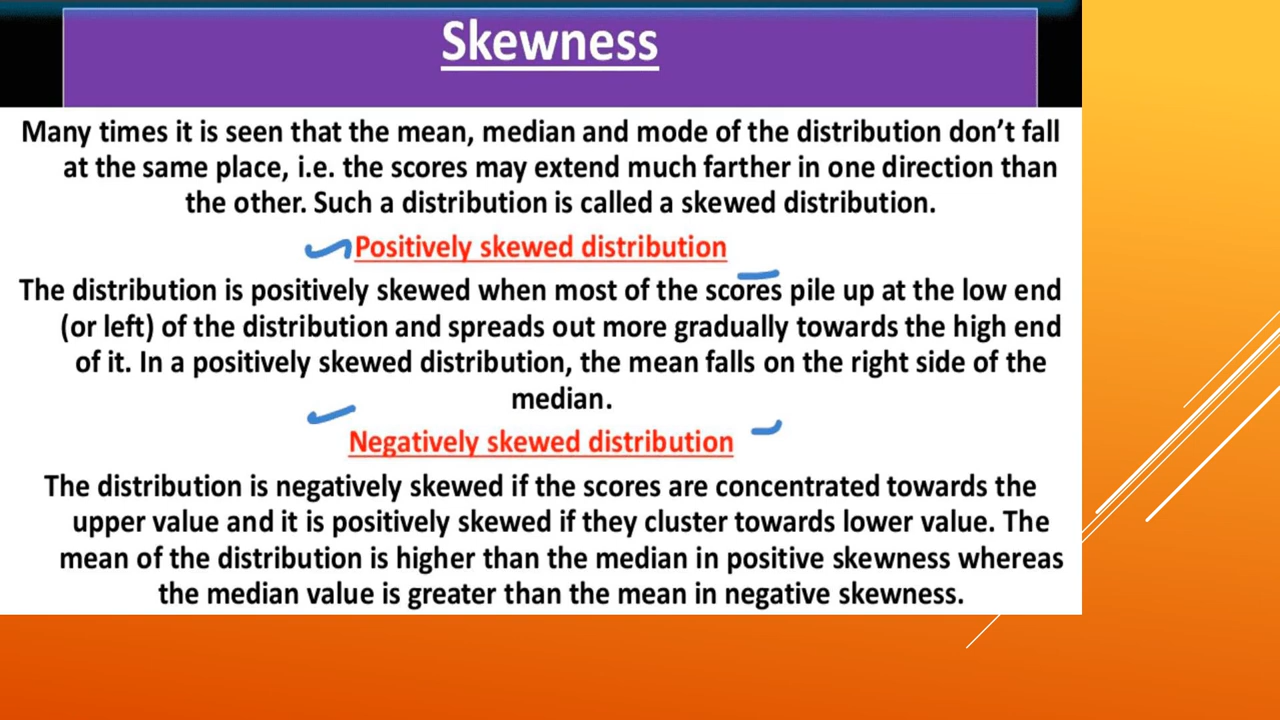 Skewness
Many times it is seen that the mean, median and mode of the distribution don’t fall
at the same place, i.e. the scores may extend much farther in one direction than
the other. Such a distribution is called a skewed distribution.
Positively skewed distribution
The distribution is positively skewed when most of the scores pile up at the low end
(or left) of the distribution and spreads out more gradually towards the high end
of it. In a positively skewed distribution, the mean falls on the right side of the
median.
Negatively skewed distribution
The distribution is negatively skewed if the scores are concentrated towards the
upper value and it is positively skewed if they cluster towards lower value. The
mean of the distribution is higher than the median in positive skewness whereas
the median value is greater than the mean in negative skewness.